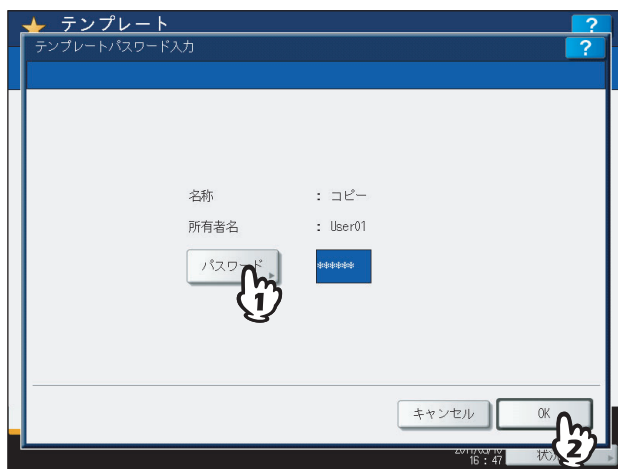 テンプレート
?
テンプレートパスワード入力
?
名称 : コピー
所有者名 : User01
パスワード ******
1
キャンセル OK
2
16:47